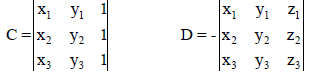 C = |x₁ y₁ 1| D = - |x₁ y₁ z₁|
|x₂ y₂ 1| |x₂ y₂ z₂|
|x₃ y₃ 1| |x₃ y₃ z₃|